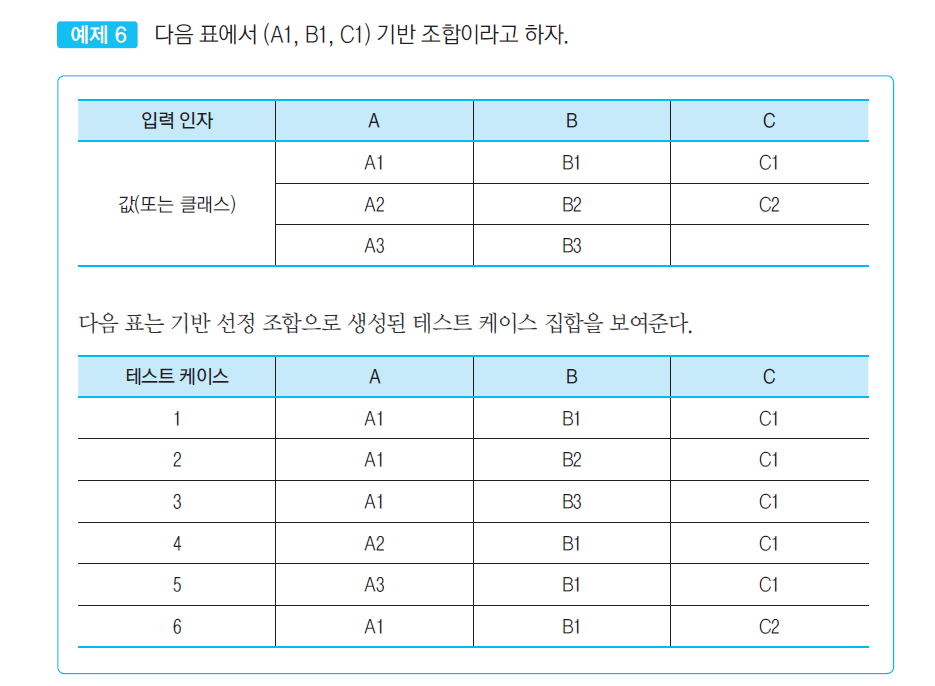 예제 6 다음 표에서 (A1, B1, C1) 기반 조합이라고 하자.
입력 인자 A B C
A1 B1 C1
값(또는 클래스) A2 B2 C2
A3 B3
다음 표는 기반 선정 조합으로 생성된 테스트 케이스 집합을 보여준다.
테스트 케이스 A B C
1 A1 B1 C1
2 A1 B2 C1
3 A1 B3 C1
4 A2 B1 C1
5 A3 B1 C1
6 A1 B1 C2